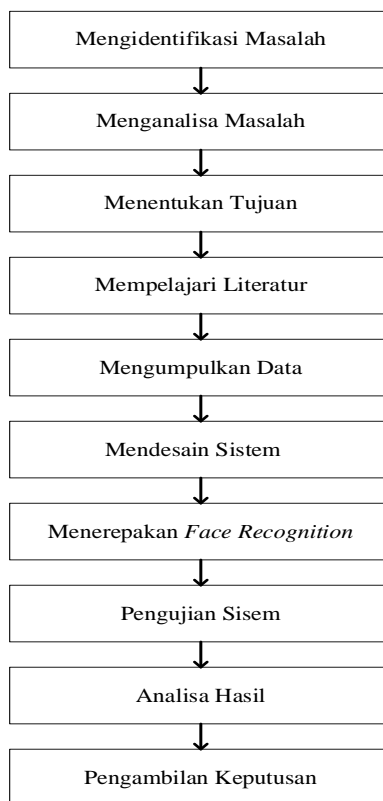 Mengidentifikasi Masalah
Menganalisa Masalah
Menentukan Tujuan
Mempelajari Literatur
Mengumpulkan Data
Mendesain Sistem
Menerepakan Face Recognition
Pengujian Sisem
Analisa Hasil
Pengambilan Keputusan